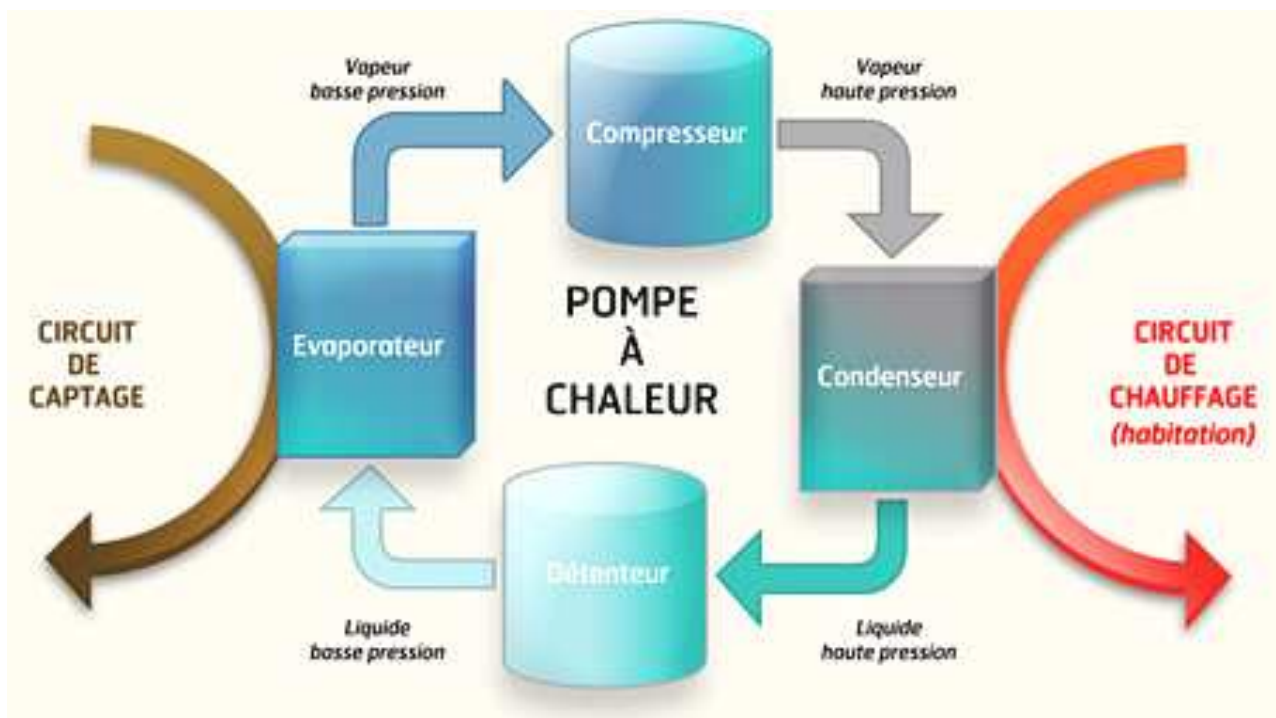 Vapeur
basse pression
Compresseur
Vapeur
haute pression
CIRCUIT
DE
CAPTAGE
Evaporateur
POMPE
À
CHALEUR
Condenseur
CIRCUIT
DE
CHAUFFAGE
(habitation)
Détenteur
Liquide
basse pression
Liquide
haute pression